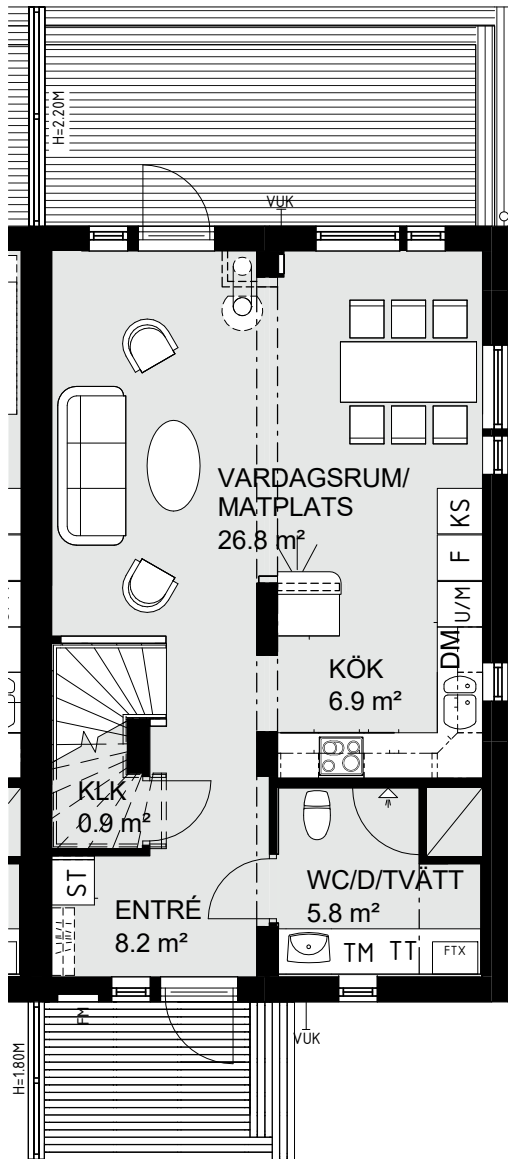 H=2.20M
VUK
VARDAGSRUM/
MATPLATS
26.8 m²
KS
F
U/M
DM
KÖK
6.9 m²
KLK
0.9 m²
ST
ENTRÉ
8.2 m²
WC/D/TVÄTT
5.8 m²
TM
TT
FTX
FM
VUK
H=1.80M